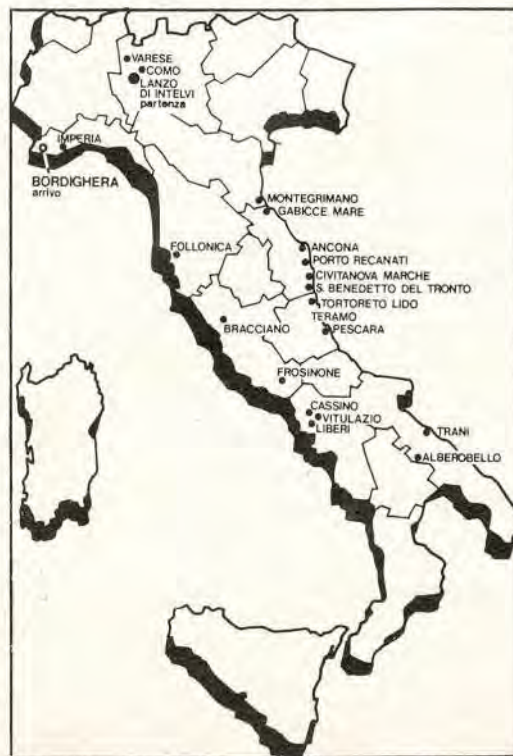 VARESE
COMO
LANZO
DI INTELVI
partenza
IMPERIA
BORDIGHERA
arrivo
MONTEGRIMANO
GABICCE MARE
FOLLONICA
ANCONA
PORTO RECANATI
CIVITANOVA MARCHE
S. BENEDETTO DEL TRONTO
TORTORETO LIDO
TERAMO
BRACCIANO
PESCARA
FROSINONE
CASSINO
VITULAZIO
LIBERI
TRANI
ALBEROBELLO